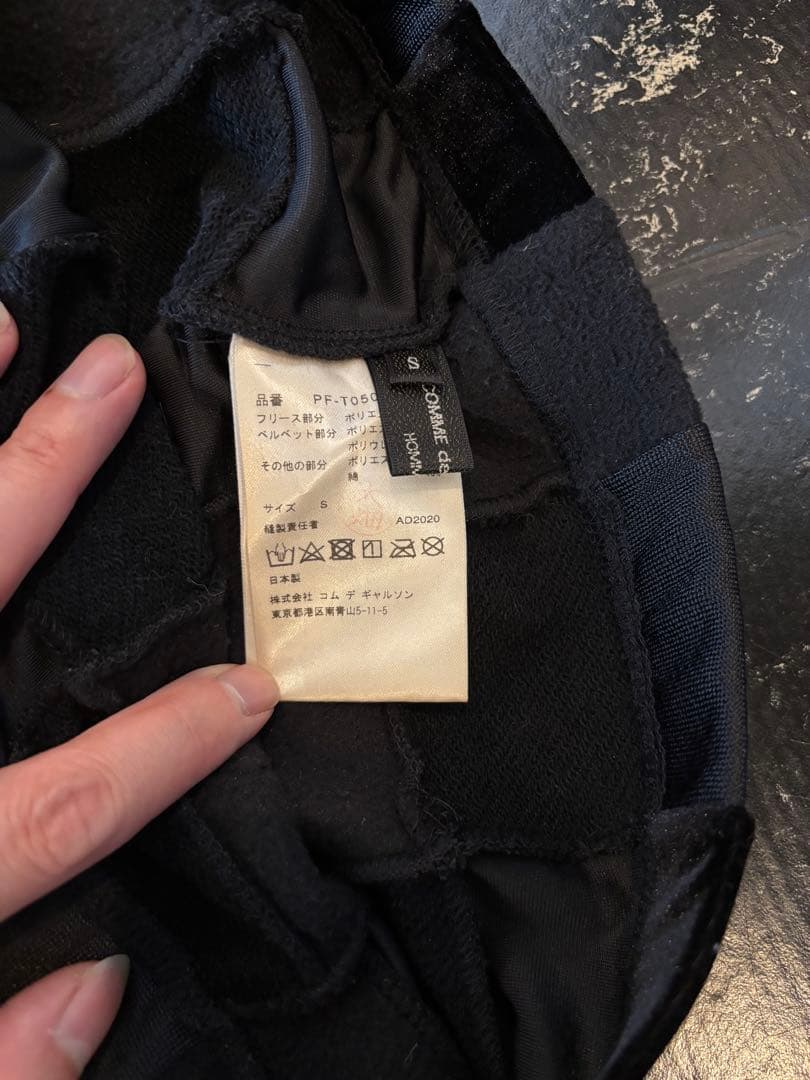 品番 PF-T050
フリース部分 ポリエ
ベルベット部分 ポリエ
ポリウレ
その他の部分 ポリエス
綿
サイズ S
縫製責任者 AD2020
日本製
株式会社 コム デ ギャルソン
東京都港区南青山5-11-5
S
COMME de
HOMM